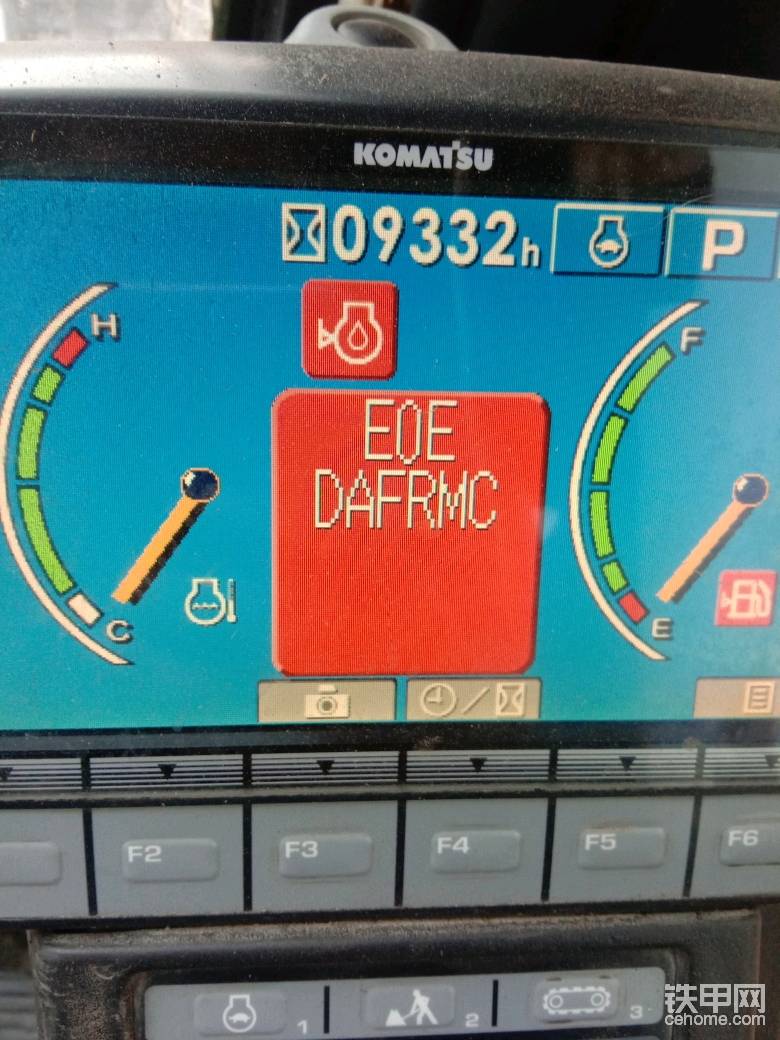 KOMATSU
09332h
P
H
F
E0E
DAFRMC
C
E
F2
F3
F4
F5
F6
1
2
3
铁甲网
cehome.com